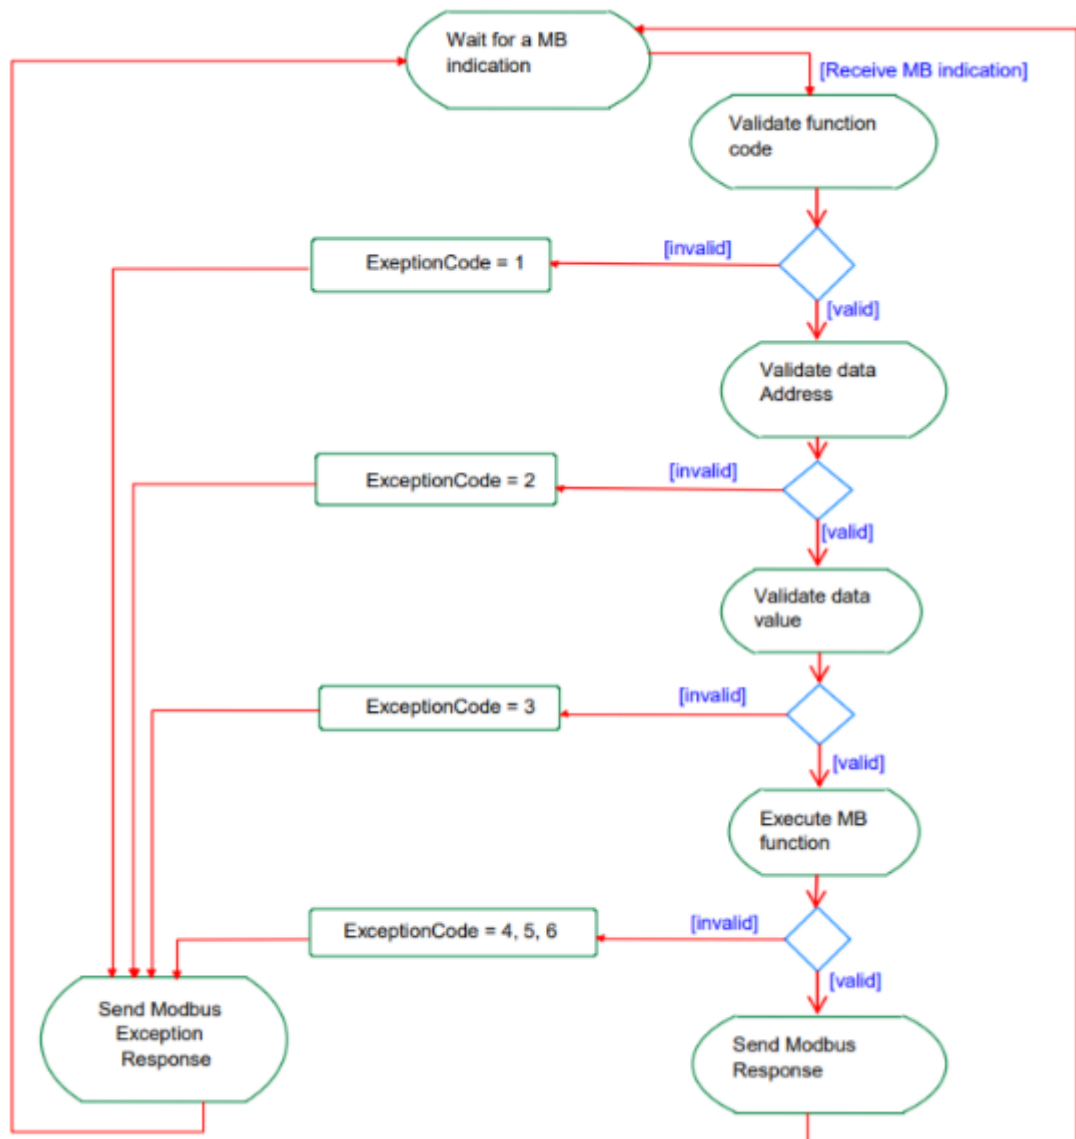 Wait for a MB
indication
[Receive MB indication]
Validate function
code
[invalid]
ExeptionCode = 1
[valid]
Validate data
Address
[invalid]
ExceptionCode = 2
[valid]
Validate data
value
[invalid]
ExceptionCode = 3
[valid]
Execute MB
function
[invalid]
ExceptionCode = 4, 5, 6
[valid]
Send Modbus
Exception
Response
Send Modbus
Response